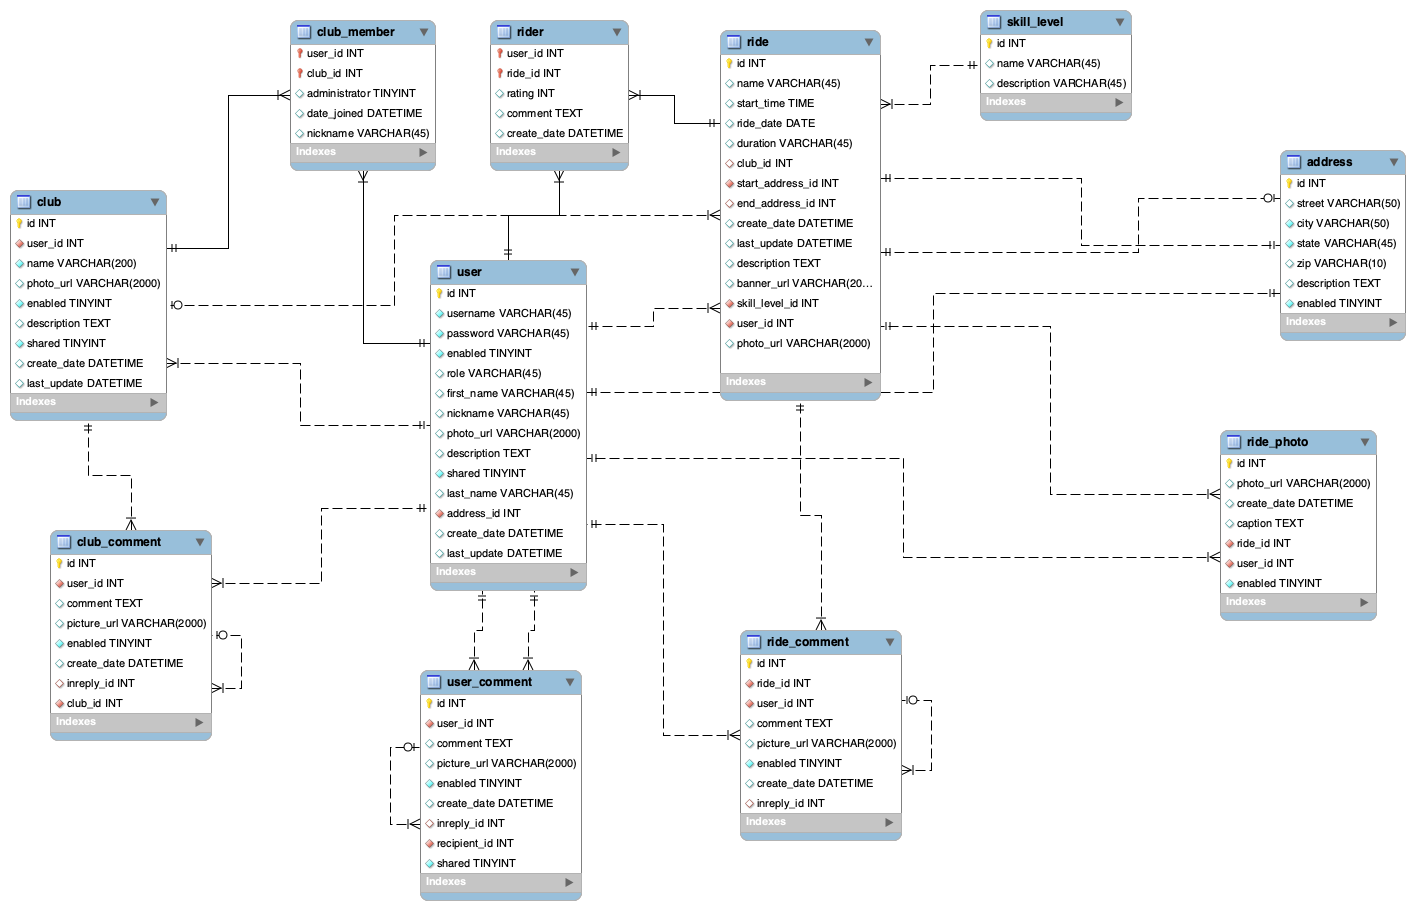 club_member
user_id INT
club_id INT
administrator TINYINT
date_joined DATETIME
nickname VARCHAR(45)
Indexes
rider
user_id INT
ride_id INT
rating INT
comment TEXT
create_date DATETIME
Indexes
ride
id INT
name VARCHAR(45)
start_time TIME
ride_date DATE
duration VARCHAR(45)
club_id INT
start_address_id INT
end_address_id INT
create_date DATETIME
last_update DATETIME
description TEXT
banner_url VARCHAR(20...
skill_level_id INT
user_id INT
photo_url VARCHAR(2000)
Indexes
skill_level
id INT
name VARCHAR(45)
description VARCHAR(45)
Indexes
address
id INT
street VARCHAR(50)
city VARCHAR(50)
state VARCHAR(45)
zip VARCHAR(10)
description TEXT
enabled TINYINT
Indexes
club
id INT
user_id INT
name VARCHAR(200)
photo_url VARCHAR(2000)
enabled TINYINT
description TEXT
shared TINYINT
create_date DATETIME
last_update DATETIME
Indexes
user
id INT
username VARCHAR(45)
password VARCHAR(45)
enabled TINYINT
role VARCHAR(45)
first_name VARCHAR(45)
nickname VARCHAR(45)
photo_url VARCHAR(2000)
description TEXT
shared TINYINT
last_name VARCHAR(45)
address_id INT
create_date DATETIME
last_update DATETIME
Indexes
ride_photo
id INT
photo_url VARCHAR(2000)
create_date DATETIME
caption TEXT
ride_id INT
user_id INT
enabled TINYINT
Indexes
club_comment
id INT
user_id INT
comment TEXT
picture_url VARCHAR(2000)
enabled TINYINT
create_date DATETIME
inreply_id INT
club_id INT
Indexes
user_comment
id INT
user_id INT
comment TEXT
picture_url VARCHAR(2000)
enabled TINYINT
create_date DATETIME
inreply_id INT
recipient_id INT
shared TINYINT
Indexes
ride_comment
id INT
ride_id INT
user_id INT
comment TEXT
picture_url VARCHAR(2000)
enabled TINYINT
create_date DATETIME
inreply_id INT
Indexes